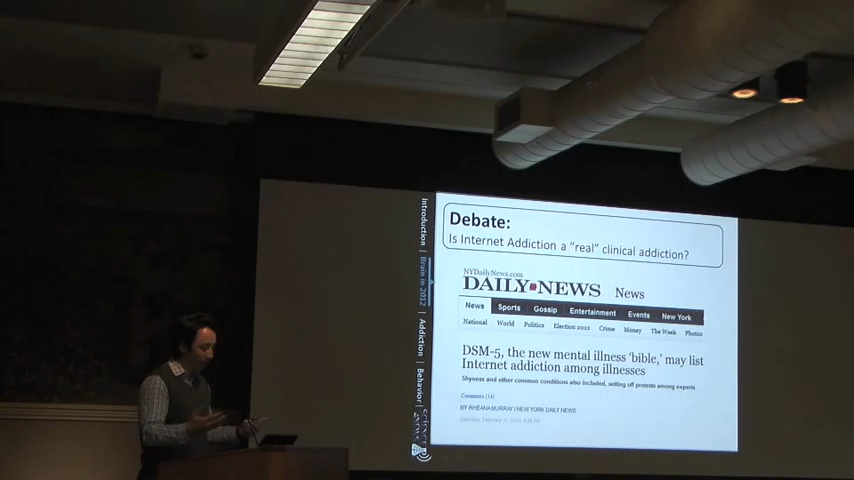 Debate:
Is Internet Addiction a "real" clinical addiction?
NYDailyNews.com
DAILY NEWS News
News Sports Gossip Entertainment Events New York
National World Politics Election 2012 Crime Money The Week Photos
DSM-5, the new mental illness 'bible,' may list
Internet addiction among illnesses
Shyness and other common conditions also included, setting off protests among experts
Comments (14)
BY RHEANA MURRAY / NEW YORK DAILY NEWS
Introduction | Brain in 2012 | Addiction | Behavior |